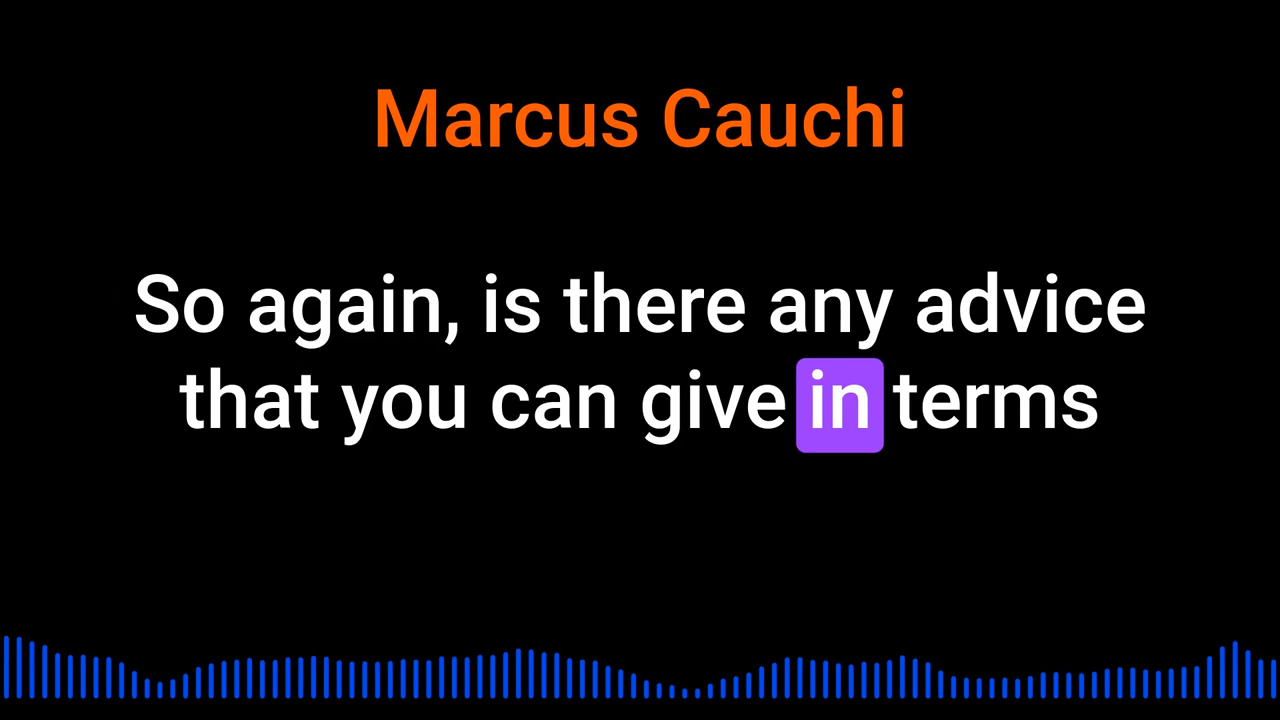 Marcus Cauchi
So again, is there any advice
that you can give in terms